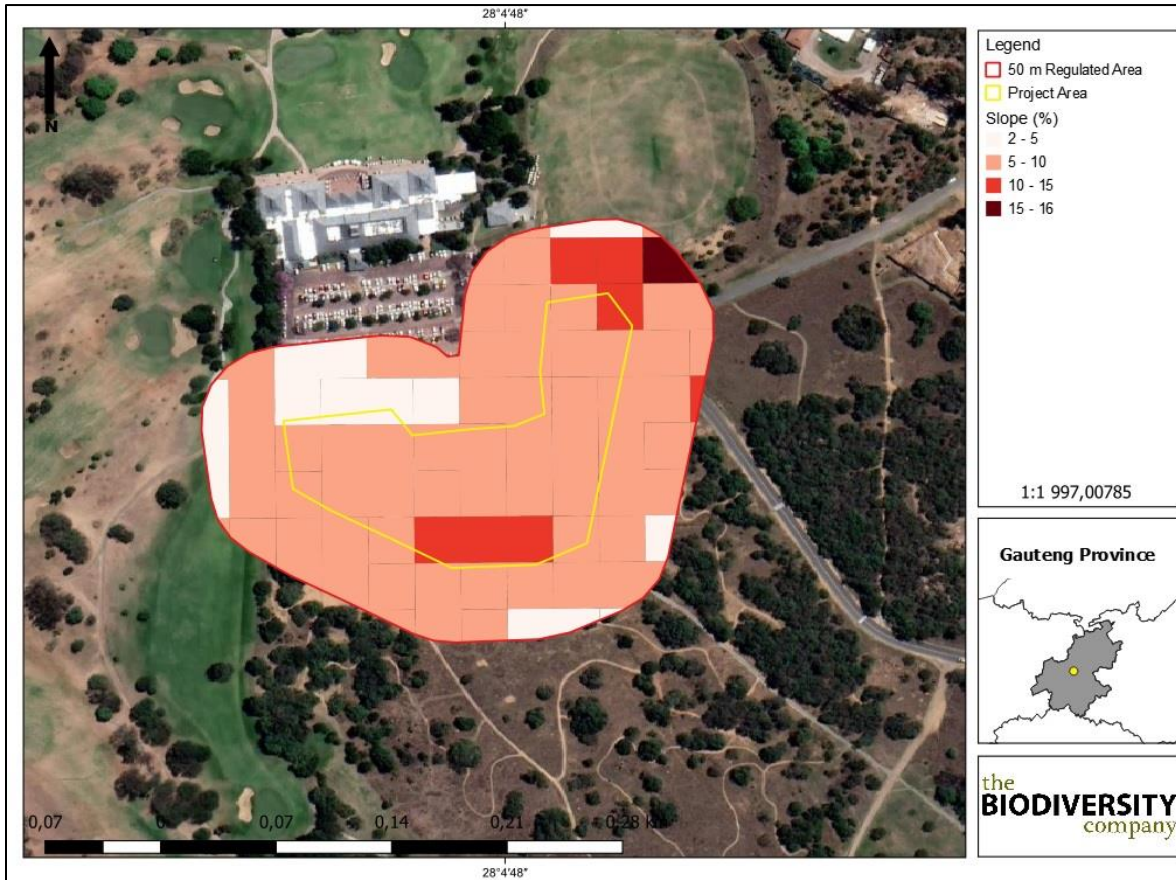 28°4'48"
N
Legend
50 m Regulated Area
Project Area
Slope (%)
2 - 5
5 - 10
10 - 15
15 - 16
1:1 997,00785
Gauteng Province
the
BIODIVERSITY
company
0,07 0,07 0,14 0,21 0,28
28°4'48"